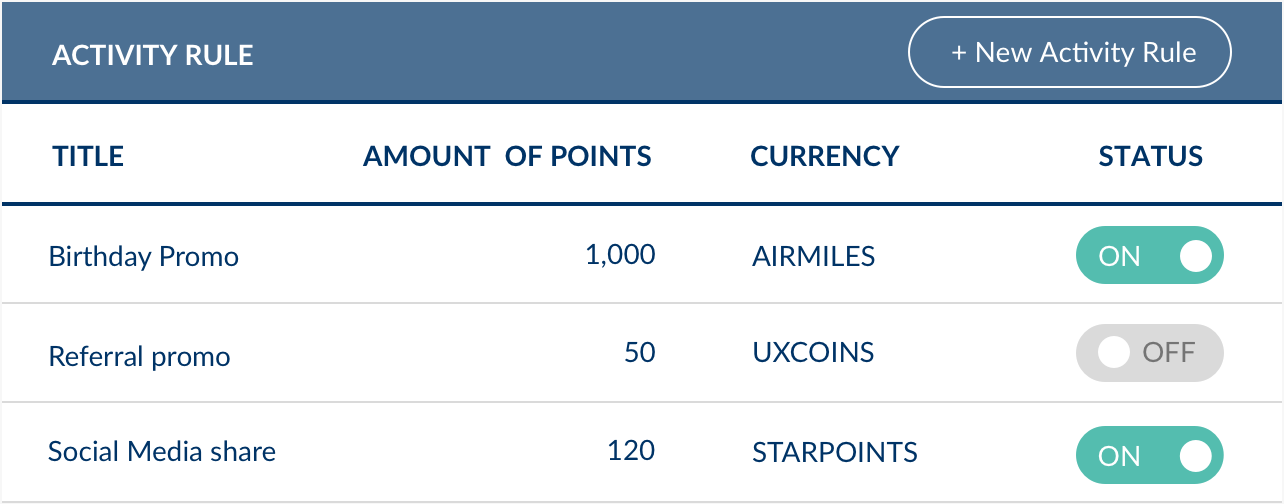 ACTIVITY RULE + New Activity Rule
TITLE AMOUNT OF POINTS CURRENCY STATUS
Birthday Promo 1,000 AIRMILES ON
Referral promo 50 UXCOINS OFF
Social Media share 120 STARPOINTS ON